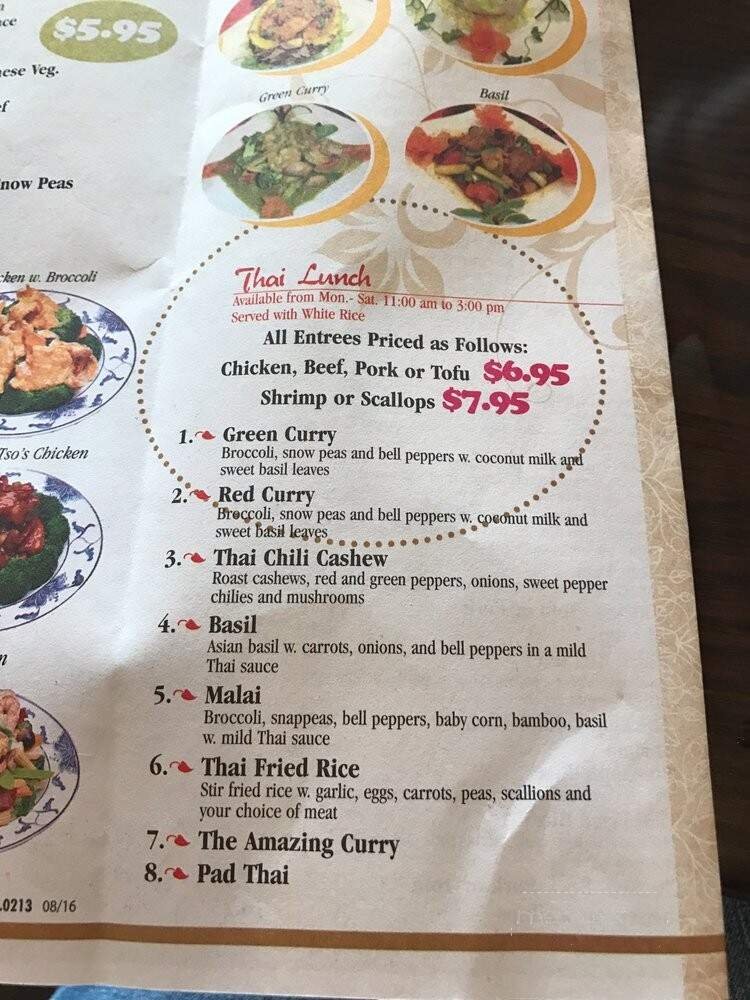 $5.95
Veg.
now Peas
w. Broccoli
Tso's Chicken
.0213 08/16
Green Curry
Basil
Thai Lunch
Available from Mon.- Sat. 11:00 am to 3:00 pm
Served with White Rice
All Entrees Priced as Follows:
Chicken, Beef, Pork or Tofu $6.95
Shrimp or Scallops $7.95
1. Green Curry
Broccoli, snow peas and bell peppers w. coconut milk and
sweet basil leaves
2. Red Curry
Broccoli, snow peas and bell peppers w. coconut milk and
sweet basil leaves
3. Thai Chili Cashew
Roast cashews, red and green peppers, onions, sweet pepper
chilies and mushrooms
4. Basil
Asian basil w. carrots, onions, and bell peppers in a mild
Thai sauce
5. Malai
Broccoli, snappeas, bell peppers, baby corn, bamboo, basil
w. mild Thai sauce
6. Thai Fried Rice
Stir fried rice w. garlic, eggs, carrots, peas, scallions and
your choice of meat
7. The Amazing Curry
8. Pad Thai